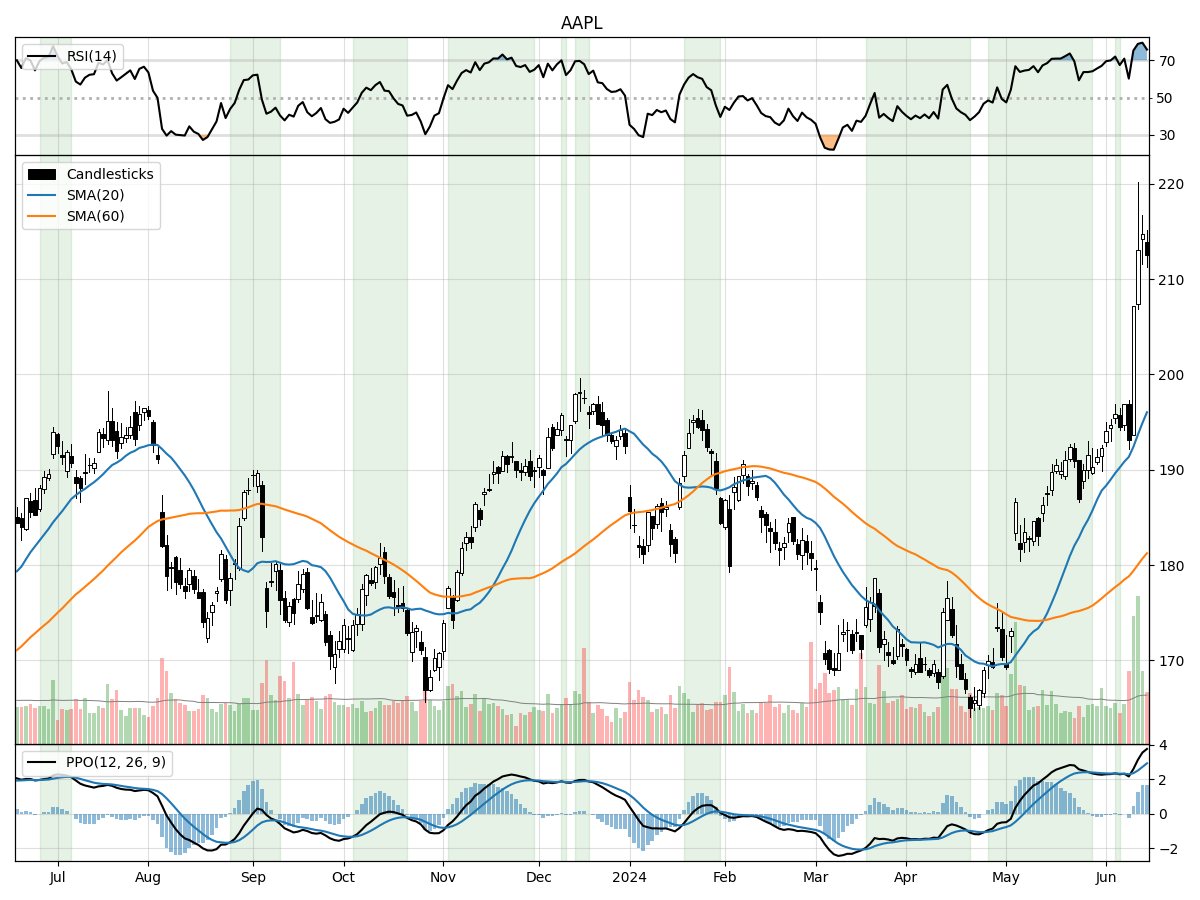 AAPL
RSI(14)
70
50
30
Candlesticks
SMA(20)
SMA(60)
220
210
200
190
180
170
PPO(12, 26, 9)
4
2
0
−2
Jul Aug Sep Oct Nov Dec 2024 Feb Mar Apr May Jun